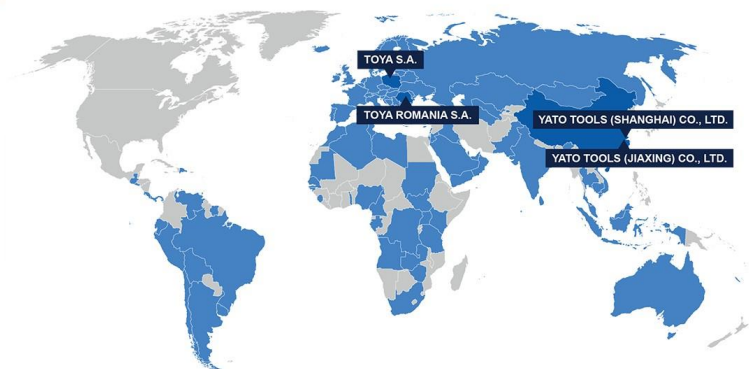 TOYA S.A.
TOYA ROMANIA S.A.
YATO TOOLS (SHANGHAI) CO., LTD.
YATO TOOLS (JIAXING) CO., LTD.